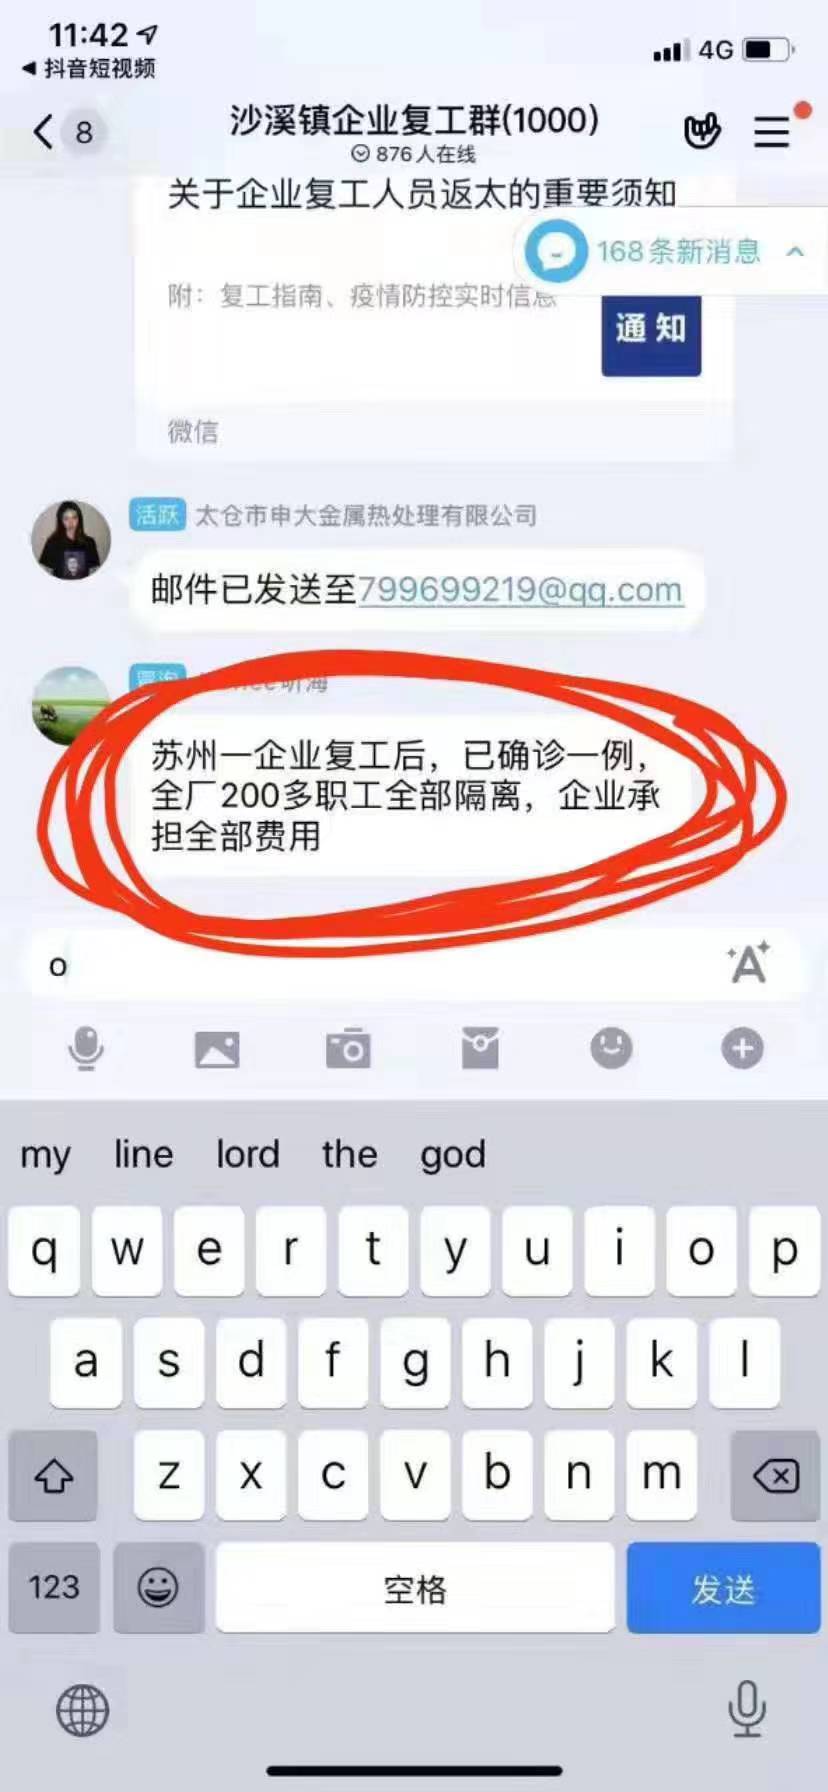 11:42
4G
抖音短视频
8
沙溪镇企业复工群(1000)
876人在线
关于企业复工人员返太的重要须知
168条新消息
附：复工指南、疫情防控实时信息
通知
微信
活跃
太仓市申大金属热处理有限公司
邮件已发送至799699219@qq.com
听海
苏州一企业复工后，已确诊一例，
全厂200多职工全部隔离，企业承
担全部费用
o
A
my line lord the god
q w e r t y u i o p
a s d f g h j k l
z x c v b n m
123
空格
发送